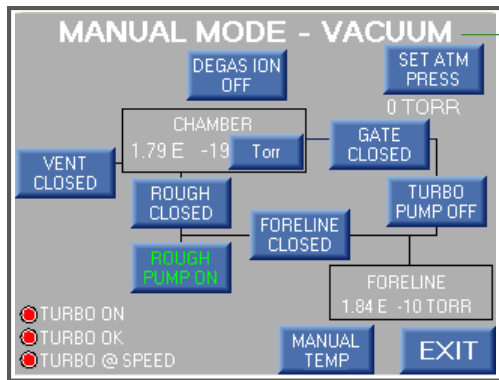 MANUAL MODE - VACUUM
DEGAS ION
OFF
SET ATM
PRESS
0 TORR
CHAMBER
1.79 E -19 Torr
GATE
CLOSED
VENT
CLOSED
ROUGH
CLOSED
TURBO
PUMP OFF
FORELINE
CLOSED
ROUGH
PUMP ON
FORELINE
1.84 E -10 TORR
TURBO ON
TURBO OK
TURBO @ SPEED
MANUAL
TEMP
EXIT